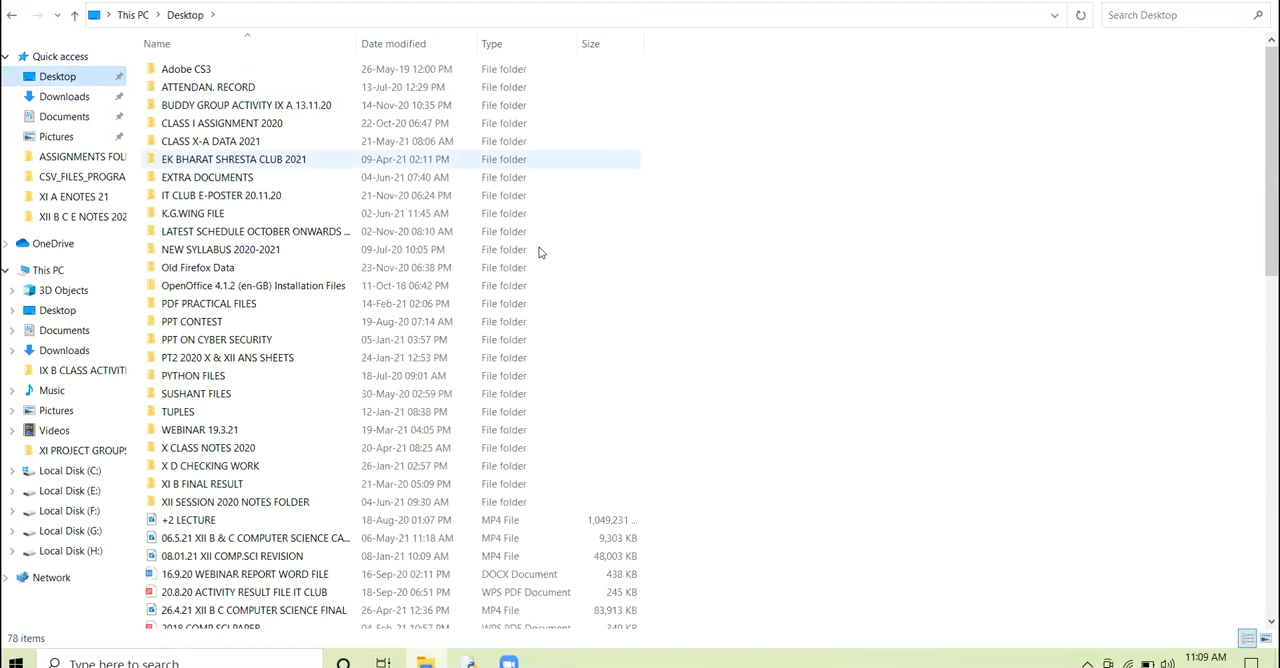 This PC > Desktop >
Search Desktop
Name Date modified Type Size
Quick access
Desktop
Downloads
Documents
Pictures
ASSIGNMENTS FOL
CSV_FILES_PROGRA
XI A ENOTES 21
XII B C E NOTES 202
OneDrive
This PC
3D Objects
Desktop
Documents
Downloads
IX B CLASS ACTIVITI
Music
Pictures
Videos
XI PROJECT GROUPS
Local Disk (C:)
Local Disk (E:)
Local Disk (F:)
Local Disk (G:)
Local Disk (H:)
Network
Adobe CS3 26-May-19 12:00 PM File folder
ATTENDAN. RECORD 13-Jul-20 12:29 PM File folder
BUDDY GROUP ACTIVITY IX A 13.11.20 14-Nov-20 10:35 PM File folder
CLASS I ASSIGNMENT 2020 22-Oct-20 06:47 PM File folder
CLASS X-A DATA 2021 21-May-21 08:06 AM File folder
EK BHARAT SHRESTA CLUB 2021 09-Apr-21 02:11 PM File folder
EXTRA DOCUMENTS 04-Jun-21 07:40 AM File folder
IT CLUB E-POSTER 20.11.20 21-Nov-20 06:24 PM File folder
K.G.WING FILE 02-Jun-21 11:45 AM File folder
LATEST SCHEDULE OCTOBER ONWARDS ... 02-Nov-20 08:10 AM File folder
NEW SYLLABUS 2020-2021 09-Jul-20 10:05 PM File folder
Old Firefox Data 23-Nov-20 06:38 PM File folder
OpenOffice 4.1.2 (en-GB) Installation Files 11-Oct-18 06:42 PM File folder
PDF PRACTICAL FILES 14-Feb-21 02:06 PM File folder
PPT CONTEST 19-Aug-20 07:14 AM File folder
PPT ON CYBER SECURITY 05-Jan-21 03:57 PM File folder
PT2 2020 X & XII ANS SHEETS 24-Jan-21 12:53 PM File folder
PYTHON FILES 18-Jul-20 09:01 AM File folder
SUSHANT FILES 30-May-20 02:59 PM File folder
TUPLES 12-Jan-21 08:38 PM File folder
WEBINAR 19.3.21 19-Mar-21 04:05 PM File folder
X CLASS NOTES 2020 20-Apr-21 08:25 AM File folder
X D CHECKING WORK 26-Jan-21 02:57 PM File folder
XI B FINAL RESULT 21-Mar-21 05:09 PM File folder
XII SESSION 2020 NOTES FOLDER 04-Jun-21 09:30 AM File folder
+2 LECTURE 18-Aug-20 01:07 PM MP4 File 1,049,231 ...
06.5.21 XII B & C COMPUTER SCIENCE CA... 06-May-21 11:18 AM MP4 File 9,303 KB
08.01.21 XII COMP.SCI REVISION 08-Jan-21 10:09 AM MP4 File 48,003 KB
16.9.20 WEBINAR REPORT WORD FILE 16-Sep-20 02:11 PM DOCX Document 438 KB
20.8.20 ACTIVITY RESULT FILE IT CLUB 18-Sep-20 06:51 PM WPS PDF Document 245 KB
26.4.21 XII B C COMPUTER SCIENCE FINAL 26-Apr-21 12:36 PM MP4 File 83,913 KB
2018 COMP.SCI.PAPER 04-Feb-21 10:57 PM WPS PDF Document 349 KB
78 items
Type here to search
11:09 AM